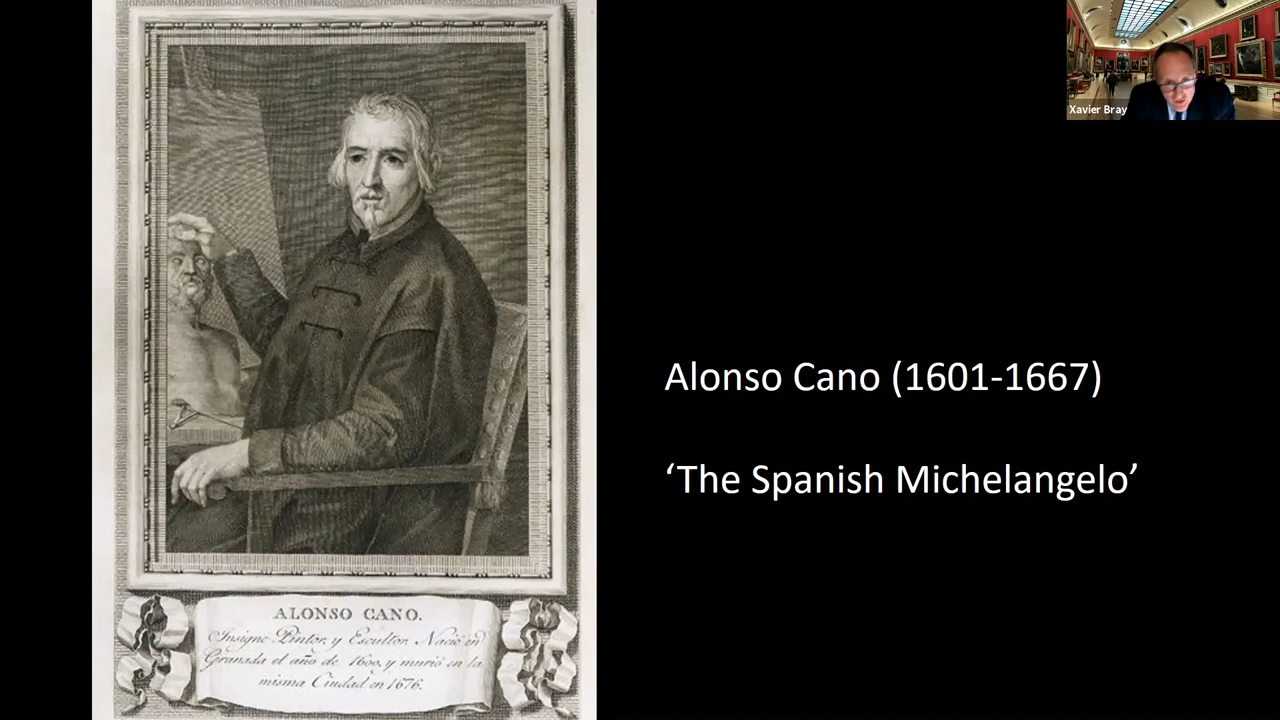 Xavier Bray
Alonso Cano (1601-1667)
‘The Spanish Michelangelo’
ALONSO CANO.
Insigne Pintor, y Escultor. Nació en
Granada el año de 1600, y murió en la
misma Ciudad en 1676.